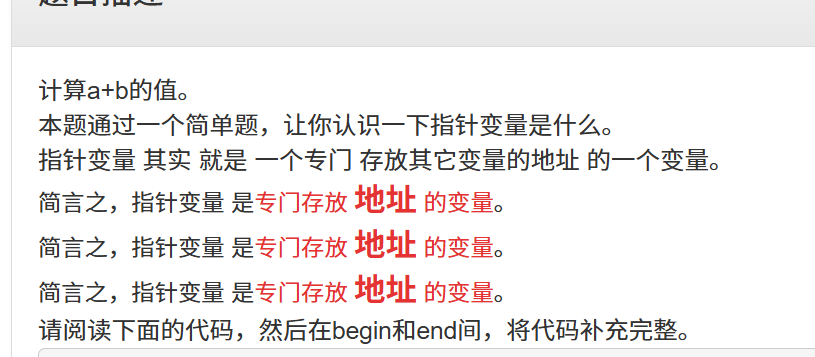 题目描述
计算a+b的值。
本题通过一个简单题，让你认识一下指针变量是什么。
指针变量 其实 就是 一个专门 存放其它变量的地址 的一个变量。
简言之，指针变量 是专门存放 地址 的变量。
简言之，指针变量 是专门存放 地址 的变量。
简言之，指针变量 是专门存放 地址 的变量。
请阅读下面的代码，然后在begin和end间，将代码补充完整。